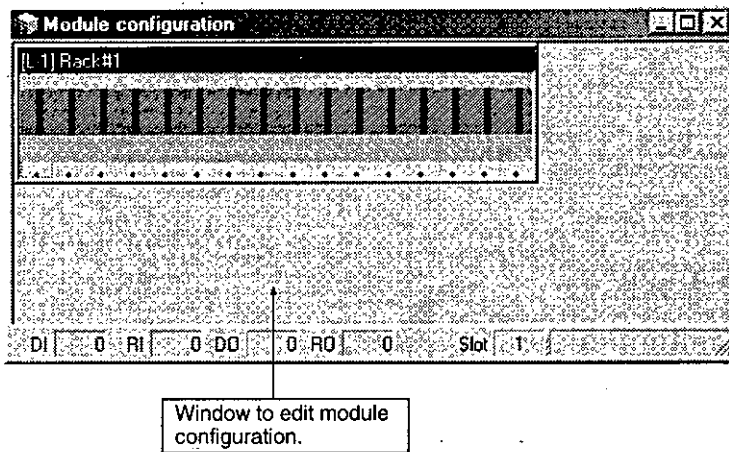 Module configuration
[L-1] Rack#1
DI 0 RI 0 DO 0 RO 0 Slot 1
Window to edit module
configuration.